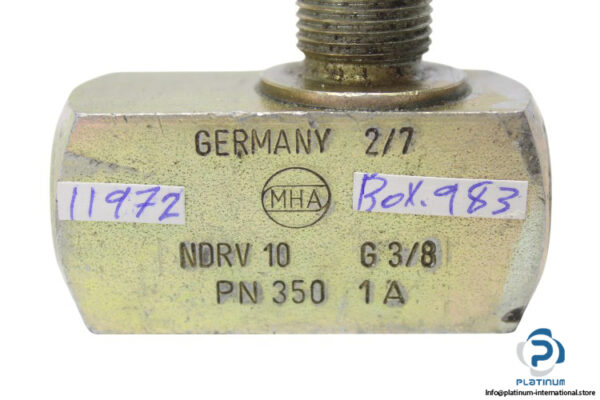 GERMANY 2/7
11972
MHA
Box.983
NDRV 10 G 3/8
PN 350 1 A
PLATINUM
Info@platinum-international.store